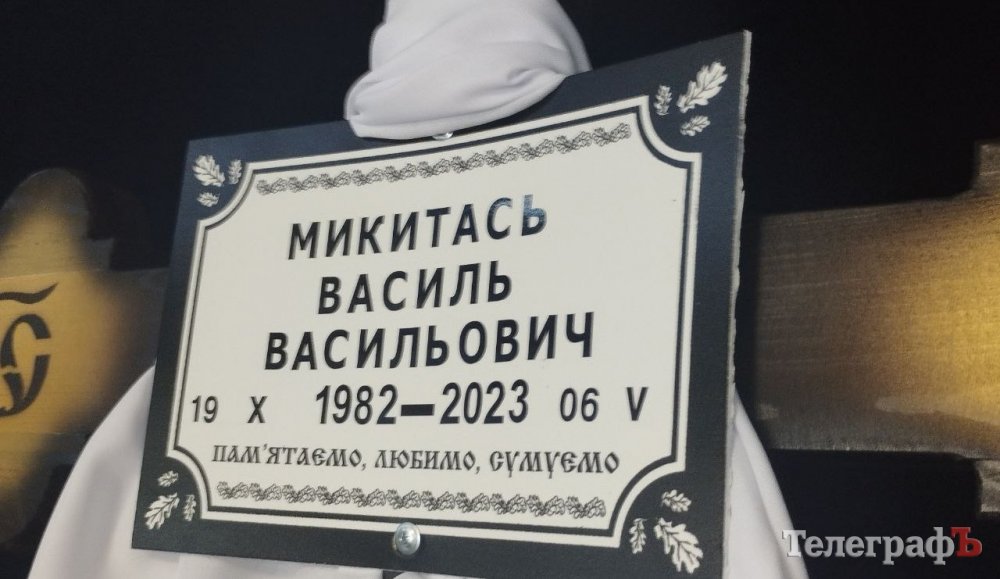 МИКИТАСЬ
ВАСИЛЬ
ВАСИЛЬОВИЧ
19 X 1982–2023 06 V
ПАМ'ЯТАЄМО, ЛЮБИМО, СУМУЄМО
ТелеграфЪ